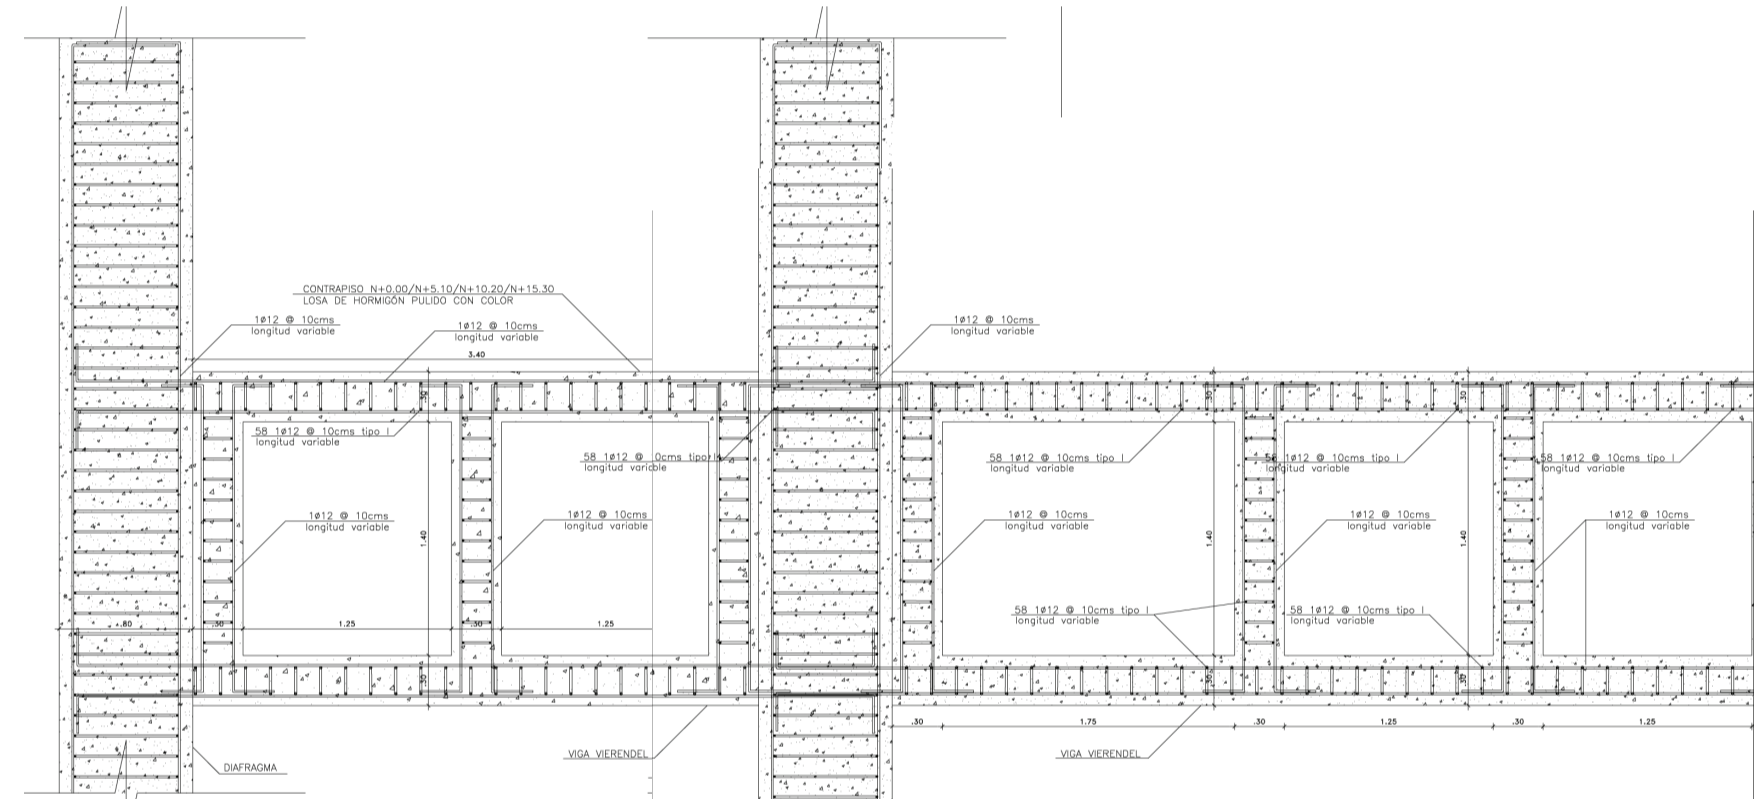 CONTRAPISO N+0.00/N+5.10/N+10.20/N+15.30
LOSA DE HORMIGÓN PULIDO CON COLOR
1ø12 @ 10cms
longitud variable
1ø12 @ 10cms
longitud variable
1ø12 @ 10cms
longitud variable
3.40
.30
.30
.30
58 1ø12 @ 10cms tipo I
longitud variable
58 1ø12 @ 0cms tipo I
longitud variable
58 1ø12 @ 10cms tipo I
longitud variable
58 1ø12 @ 10cms tipo I
longitud variable
58 1ø12 @ 10cms tipo I
longitud variable
1ø12 @ 10cms
longitud variable
1ø12 @ 10cms
longitud variable
1ø12 @ 10cms
longitud variable
1ø12 @ 10cms
longitud variable
1ø12 @ 10cms
longitud variable
1.40
1.40
1.40
58 1ø12 @ 10cms tipo I
longitud variable
58 1ø12 @ 10cms tipo I
longitud variable
.80
.30
1.25
.30
1.25
.30
.30
.30
.30
1.75
.30
1.25
.30
1.25
VIGA VIERENDEL
VIGA VIERENDEL
DIAFRAGMA